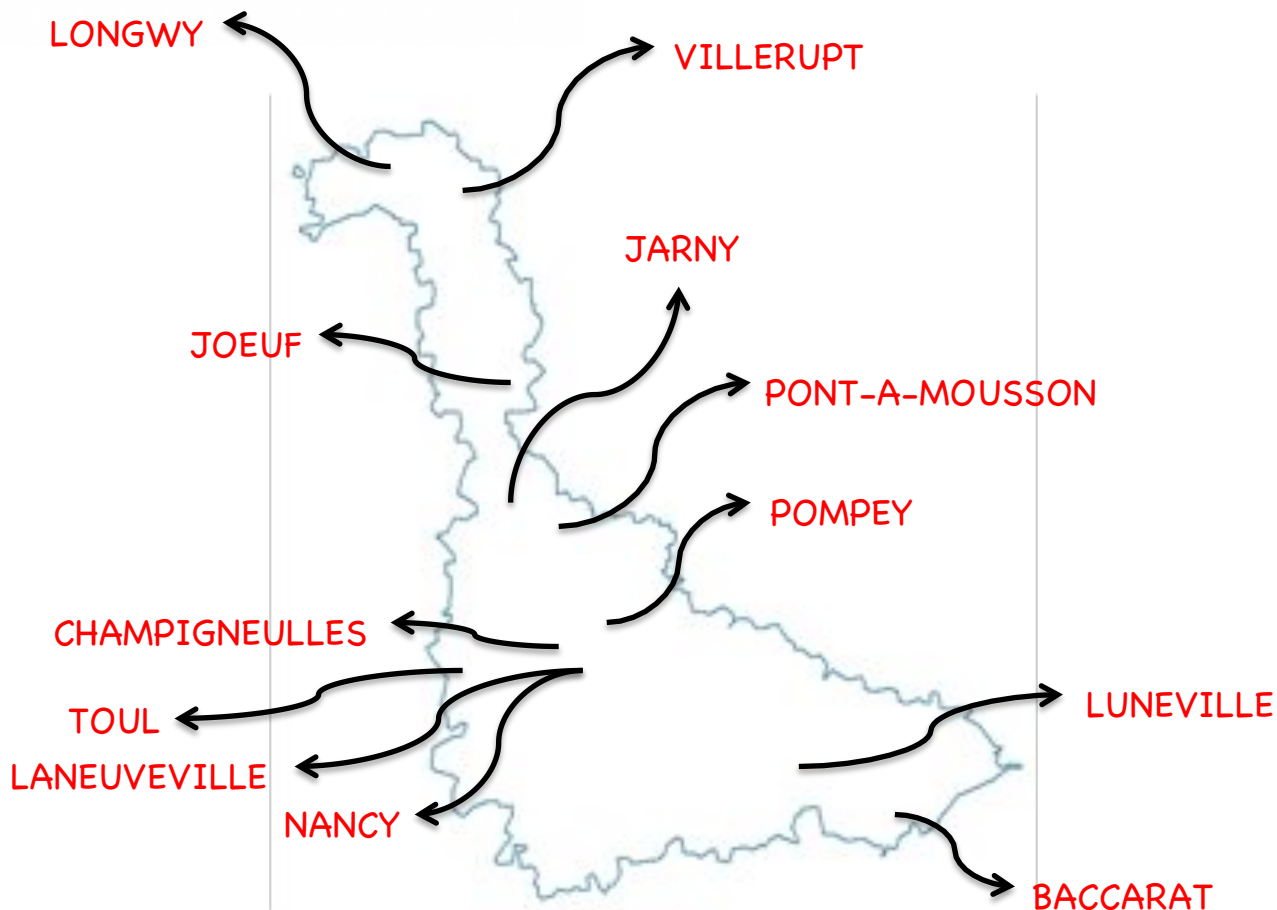 LONGWY
VILLERUPT
JARNY
JOEUF
PONT-A-MOUSSON
POMPEY
CHAMPIGNEULLES
LUNEVILLE
TOUL
LANEUVEVILLE
NANCY
BACCARAT